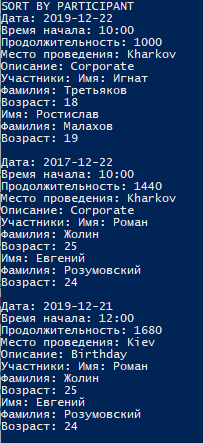 SORT BY PARTICIPANT
Дата: 2019-12-22
Время начала: 10:00
Продолжительность: 1000
Место проведения: Kharkov
Описание: Corporate
Участники: Имя: Игнат
Фамилия: Третьяков
Возраст: 18
Имя: Ростислав
Фамилия: Малахов
Возраст: 19

Дата: 2017-12-22
Время начала: 10:00
Продолжительность: 1440
Место проведения: Kharkov
Описание: Corporate
Участники: Имя: Роман
Фамилия: Жолин
Возраст: 25
Имя: Евгений
Фамилия: Розумовский
Возраст: 24

Дата: 2019-12-21
Время начала: 12:00
Продолжительность: 1680
Место проведения: Kiev
Описание: Birthday
Участники: Имя: Роман
Фамилия: Жолин
Возраст: 25
Имя: Евгений
Фамилия: Розумовский
Возраст: 24